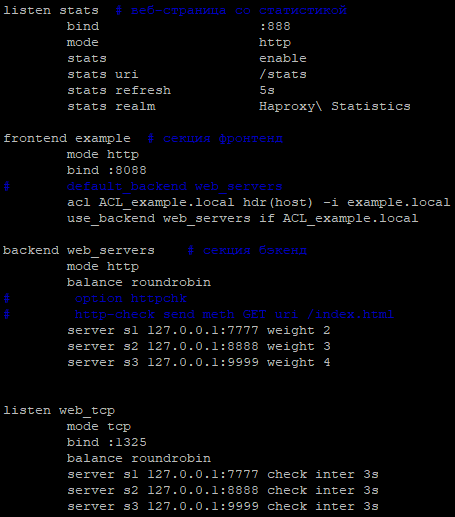 listen stats  # веб-страница со статистикой
        bind                    :888
        mode                    http
        stats                   enable
        stats uri               /stats
        stats refresh           5s
        stats realm             Haproxy\ Statistics
frontend example  # секция фронтенд
        mode http
        bind :8088
#       default_backend web_servers
        acl ACL_example.local hdr(host) -i example.local
        use_backend web_servers if ACL_example.local
backend web_servers    # секция бэкенд
        mode http
        balance roundrobin
#        option httpchk
#        http-check send meth GET uri /index.html
        server s1 127.0.0.1:7777 weight 2
        server s2 127.0.0.1:8888 weight 3
        server s3 127.0.0.1:9999 weight 4
listen web_tcp
        mode tcp
        bind :1325
        balance roundrobin
        server s1 127.0.0.1:7777 check inter 3s
        server s2 127.0.0.1:8888 check inter 3s
        server s3 127.0.0.1:9999 check inter 3s